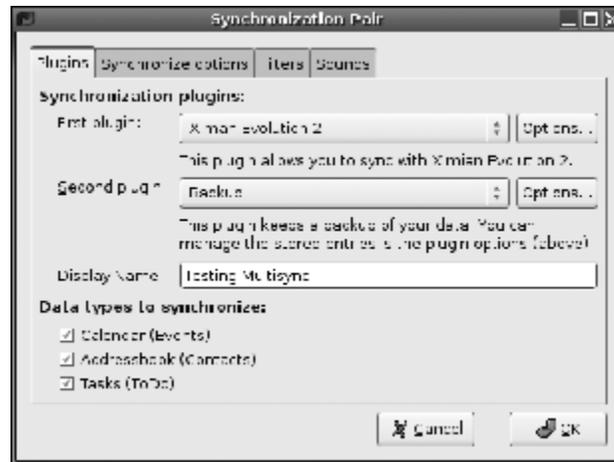 Synchronization Pair
Plugins Synchronize options Filters Sounds
Synchronization plugins:
First plugin: Ximian Evolution 2 Options...
This plugin allows you to sync with Ximian Evolution 2.
Second plugin Backup Options...
This plugin keeps a backup of your data. You can
manage the stored entries is the plugin options (above)
Display Name Testing Multisync
Data types to synchronize:
Calendar (Events)
Addressbook (Contacts)
Tasks (ToDo)
Cancel OK